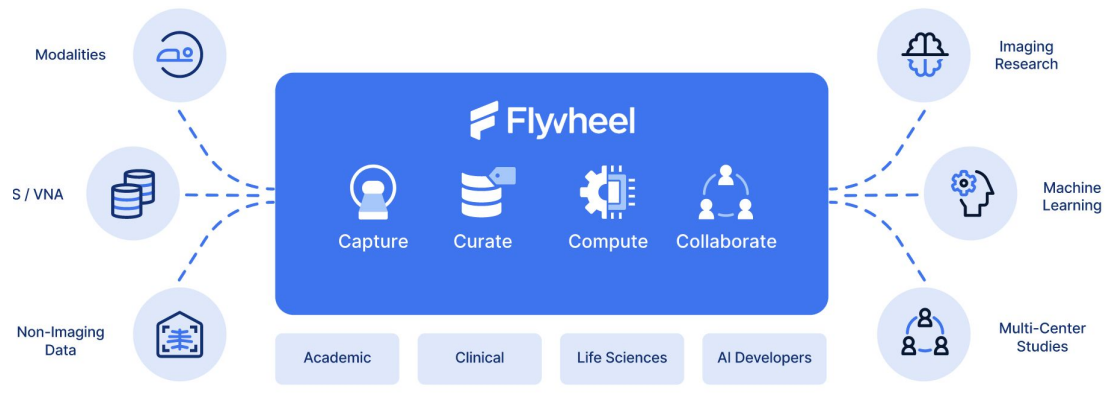 Modalities
S / VNA
Non-Imaging
Data
Flywheel
Capture
Curate
Compute
Collaborate
Academic
Clinical
Life Sciences
AI Developers
Imaging
Research
Machine
Learning
Multi-Center
Studies